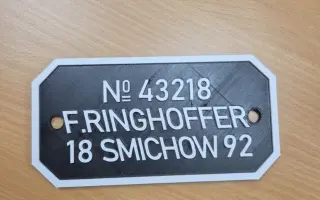 Nº 43218
F.RINGHOFFER
18 SMICHOW 92